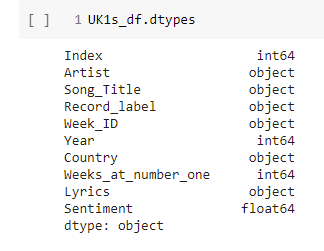 [ ] 1 UK1s_df.dtypes
Index int64
Artist object
Song_Title object
Record_label object
Week_ID object
Year int64
Country object
Weeks_at_number_one int64
Lyrics object
Sentiment float64
dtype: object